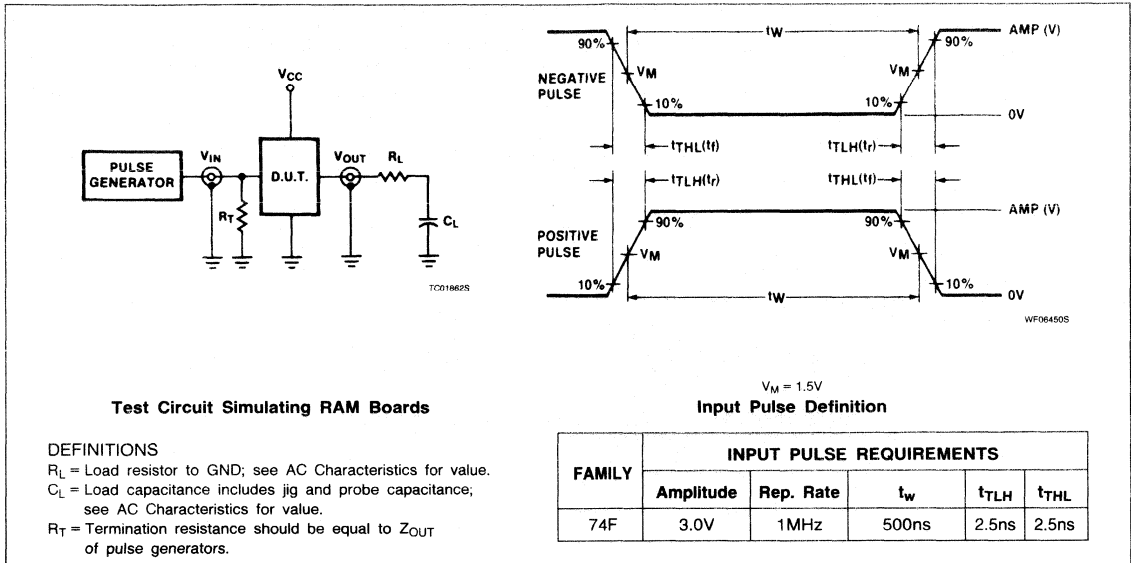 VCC
PULSE GENERATOR
VIN
D.U.T.
VOUT
RL
RT
CL
TC01862S
NEGATIVE PULSE
90%
tW
90%
AMP (V)
VM
VM
10%
10%
0V
tTHL(tf)
tTLH(tr)
tTLH(tr)
tTHL(tf)
POSITIVE PULSE
AMP (V)
90%
90%
VM
VM
10%
tW
10%
0V
WF06450S
Test Circuit Simulating RAM Boards
VM = 1.5V
Input Pulse Definition
DEFINITIONS
RL = Load resistor to GND; see AC Characteristics for value.
CL = Load capacitance includes jig and probe capacitance;
see AC Characteristics for value.
RT = Termination resistance should be equal to ZOUT
of pulse generators.
FAMILY
INPUT PULSE REQUIREMENTS
Amplitude Rep. Rate tw tTLH tTHL
74F 3.0V 1MHz 500ns 2.5ns 2.5ns